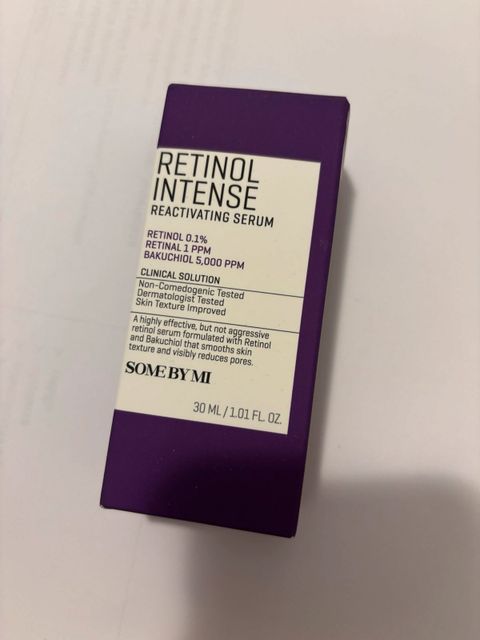 RETINOL
INTENSE
REACTIVATING SERUM
RETINOL 0.1%
RETINAL 1 PPM
BAKUCHIOL 5,000 PPM
CLINICAL SOLUTION
Non-Comedogenic Tested
Dermatologist Tested
Skin Texture Improved
A highly effective, but not aggressive
retinol serum formulated with Retinol
and Bakuchiol that smooths skin
texture and visibly reduces pores.
SOME BY MI
30 ML / 1.01 FL. OZ.